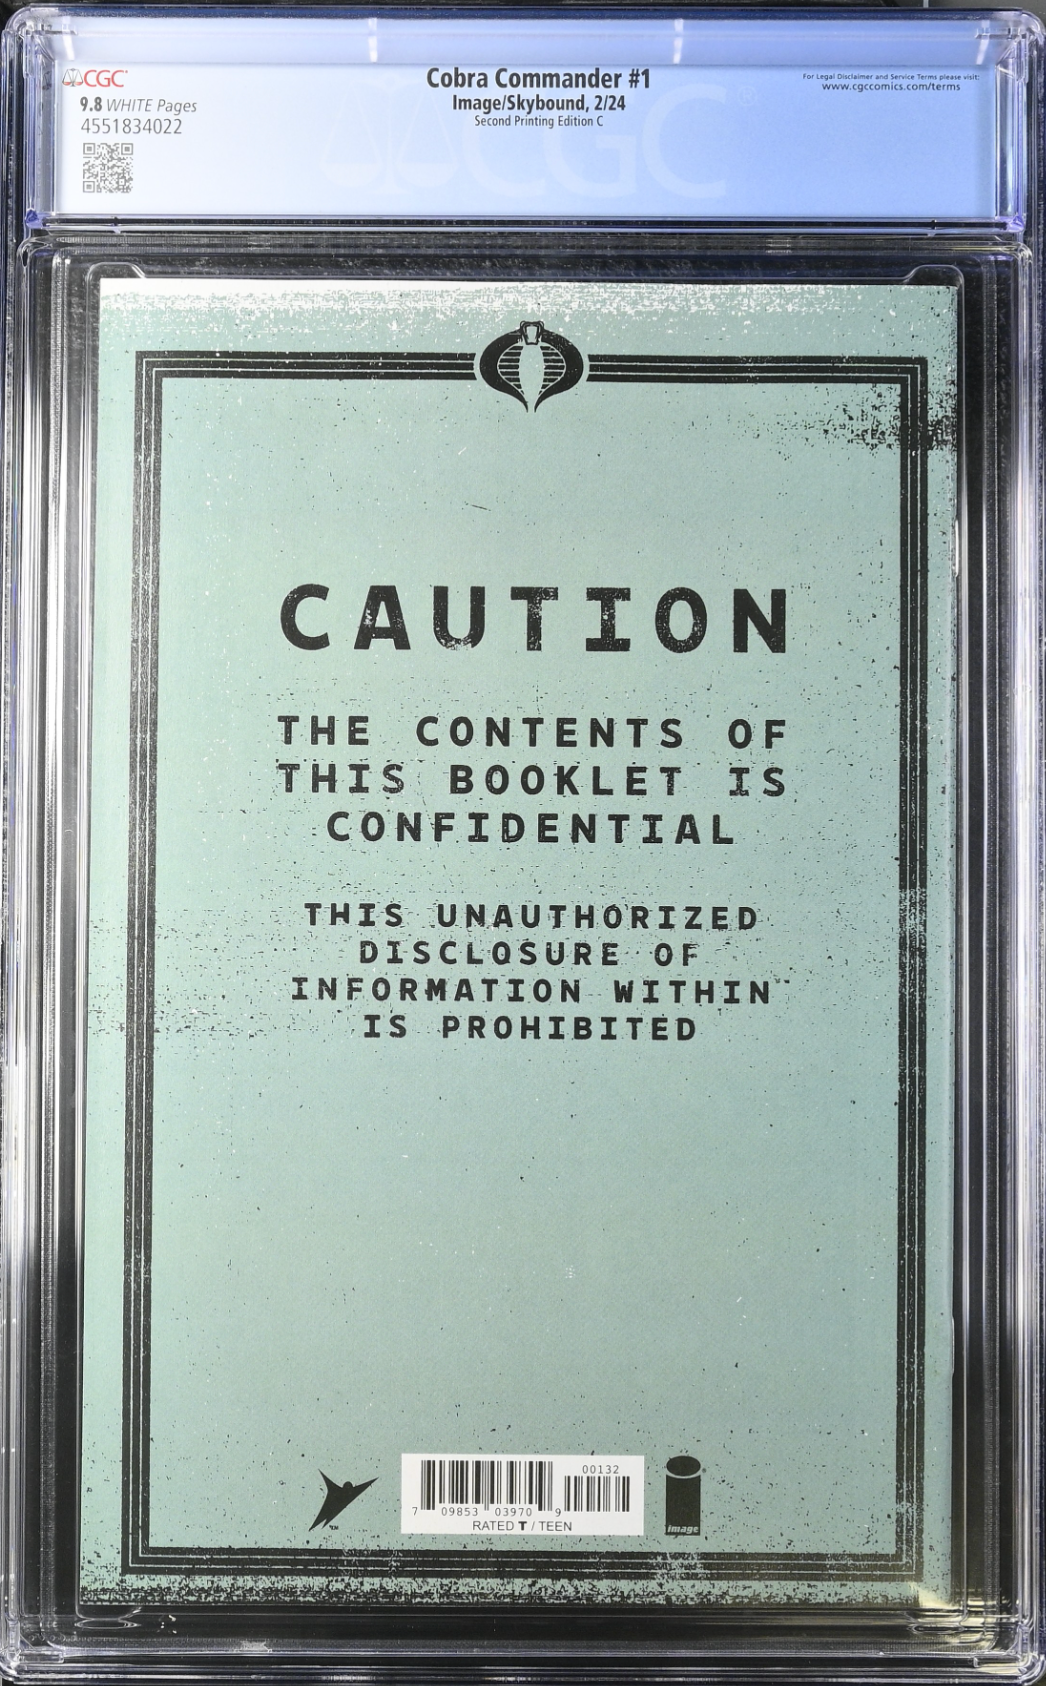 CGC
9.8 WHITE Pages
4551834022
Cobra Commander #1
Image/Skybound, 2/24
Second Printing Edition C
For Legal Disclaimer and Service Terms please visit:
www.cgccomics.com/terms
CGC
CAUTION
THE CONTENTS OF
THIS BOOKLET IS
CONFIDENTIAL
THIS UNAUTHORIZED
DISCLOSURE OF
INFORMATION WITHIN
IS PROHIBITED
00132
7 09853 03970 9
RATED T / TEEN
image